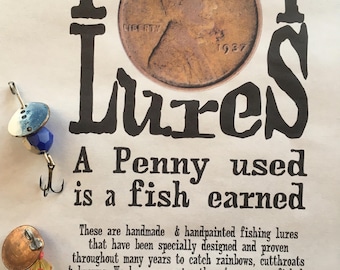 LIBERTY
1937
Lures
A Penny used
is a fish earned
These are handmade & handpainted fishing lures
that have been specially designed and proven
throughout many years to catch rainbows, cutthroats